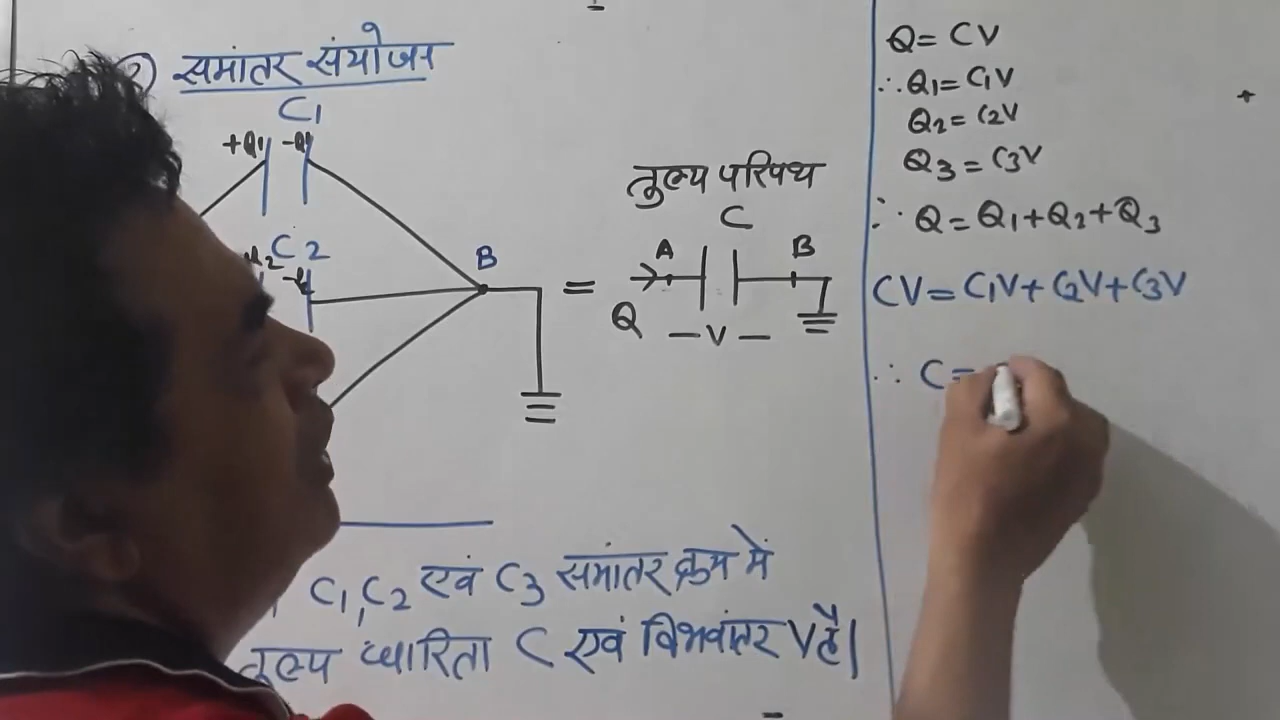 समांतर संयोजन
C1
+Q1 -Q1
C2
B
=
तुल्य परिपथ
C
A B
Q
– V –
C1, C2 एवं C3 समांतर क्रम में
तुल्य धारिता C एवं विभवांतर V है।
Q = CV
∴ Q1 = C1V
Q2 = C2V
Q3 = C3V
∴ Q = Q1 + Q2 + Q3
CV = C1V + C2V + C3V
∴ C =